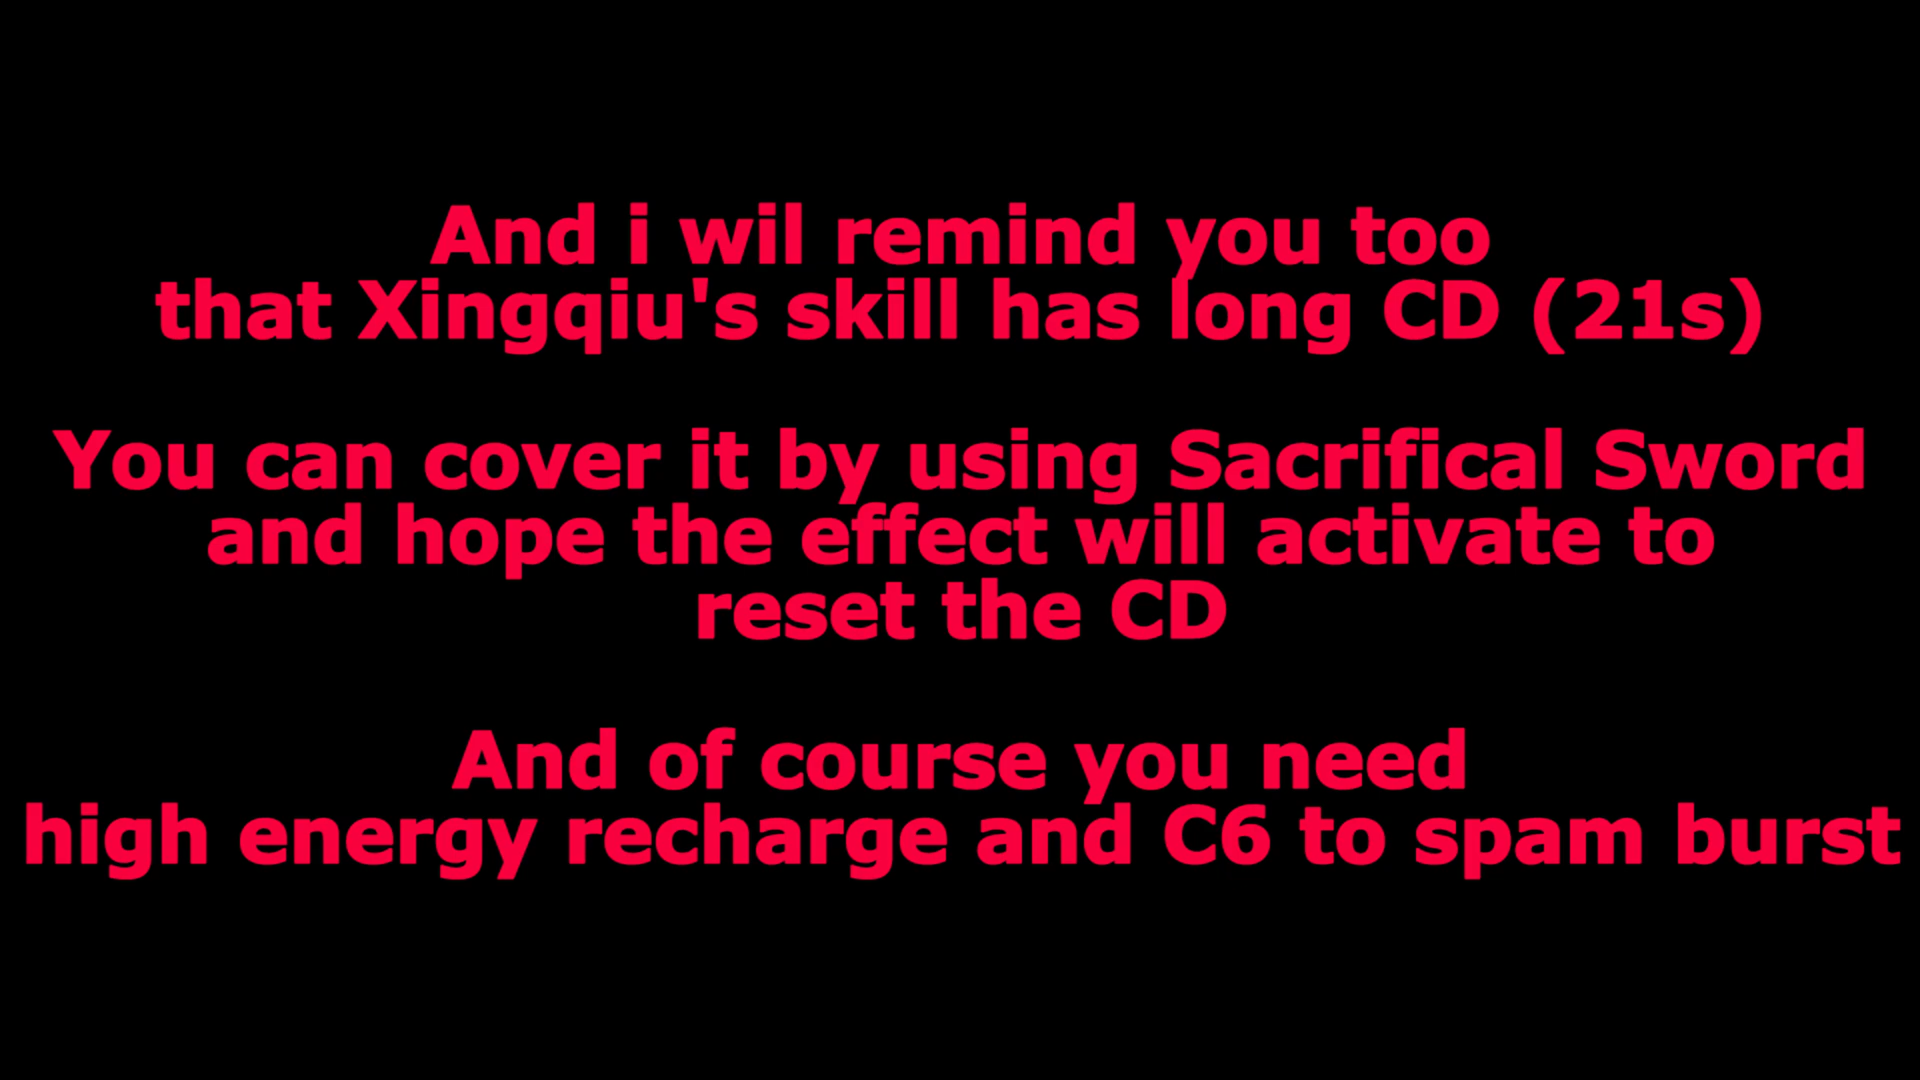 And i wil remind you too
that Xingqiu's skill has long CD (21s)
You can cover it by using Sacrifical Sword
and hope the effect will activate to
reset the CD
And of course you need
high energy recharge and C6 to spam burst